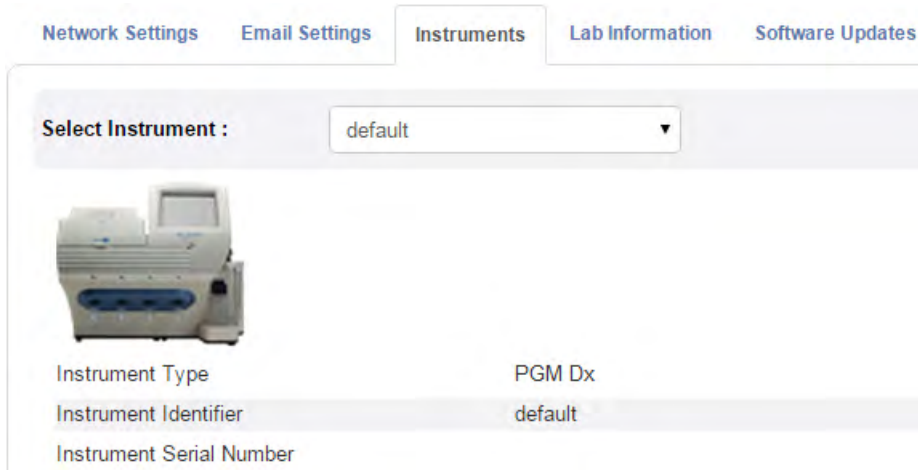 Network Settings Email Settings Instruments Lab Information Software Updates
Select Instrument : default
Instrument Type PGM Dx
Instrument Identifier default
Instrument Serial Number